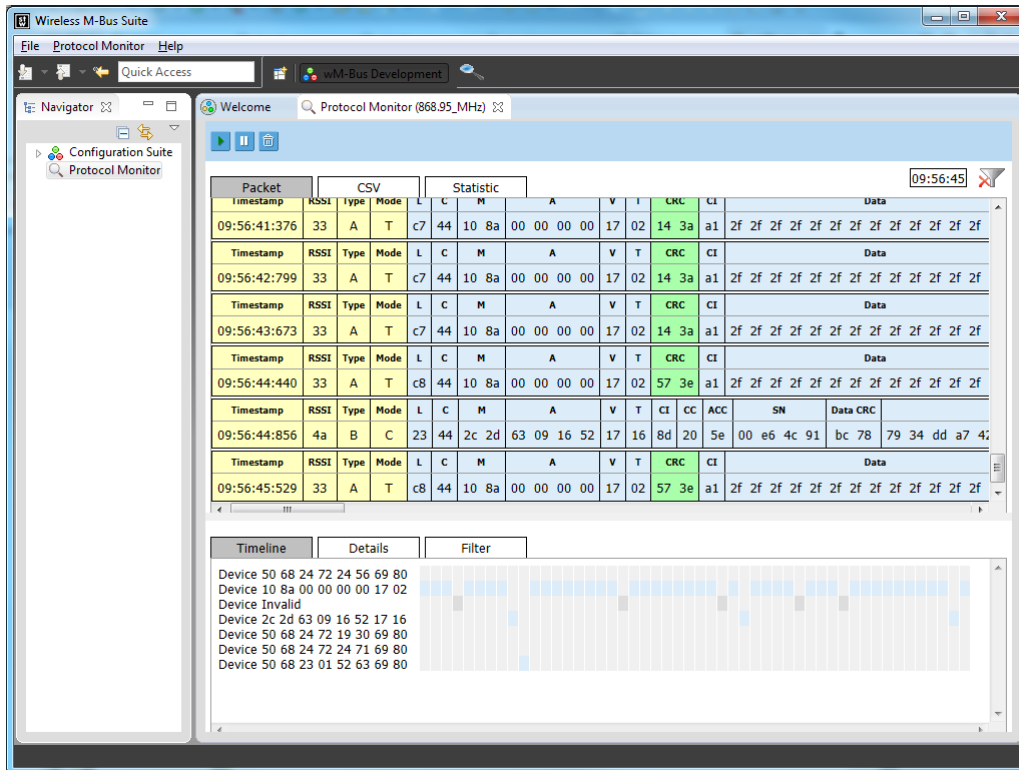 Wireless M-Bus Suite
File Protocol Monitor Help
Quick Access wM-Bus Development
Navigator Welcome Protocol Monitor (868.95_MHz)
Configuration Suite
Protocol Monitor
09:56:45
Packet CSV Statistic
Timestamp RSSI Type Mode L C M A V T CRC CI Data
09:56:41:376 33 A T c7 44 10 8a 00 00 00 00 17 02 14 3a a1 2f 2f 2f 2f 2f 2f 2f 2f 2f 2f 2f 2f 2f
Timestamp RSSI Type Mode L C M A V T CRC CI Data
09:56:42:799 33 A T c7 44 10 8a 00 00 00 00 17 02 14 3a a1 2f 2f 2f 2f 2f 2f 2f 2f 2f 2f 2f 2f 2f
Timestamp RSSI Type Mode L C M A V T CRC CI Data
09:56:43:673 33 A T c7 44 10 8a 00 00 00 00 17 02 14 3a a1 2f 2f 2f 2f 2f 2f 2f 2f 2f 2f 2f 2f 2f
Timestamp RSSI Type Mode L C M A V T CRC CI Data
09:56:44:440 33 A T c8 44 10 8a 00 00 00 00 17 02 57 3e a1 2f 2f 2f 2f 2f 2f 2f 2f 2f 2f 2f 2f 2f
Timestamp RSSI Type Mode L C M A V T CI CC ACC SN Data CRC
09:56:44:856 4a B C 23 44 2c 2d 63 09 16 52 17 16 8d 20 5e 00 e6 4c 91 bc 78 79 34 dd a7 42
Timestamp RSSI Type Mode L C M A V T CRC CI Data
09:56:45:529 33 A T c8 44 10 8a 00 00 00 00 17 02 57 3e a1 2f 2f 2f 2f 2f 2f 2f 2f 2f 2f 2f 2f 2f
Timeline Details Filter
Device 50 68 24 72 24 56 69 80
Device 10 8a 00 00 00 00 17 02
Device Invalid
Device 2c 2d 63 09 16 52 17 16
Device 50 68 24 72 19 30 69 80
Device 50 68 24 72 24 71 69 80
Device 50 68 23 01 52 63 69 80